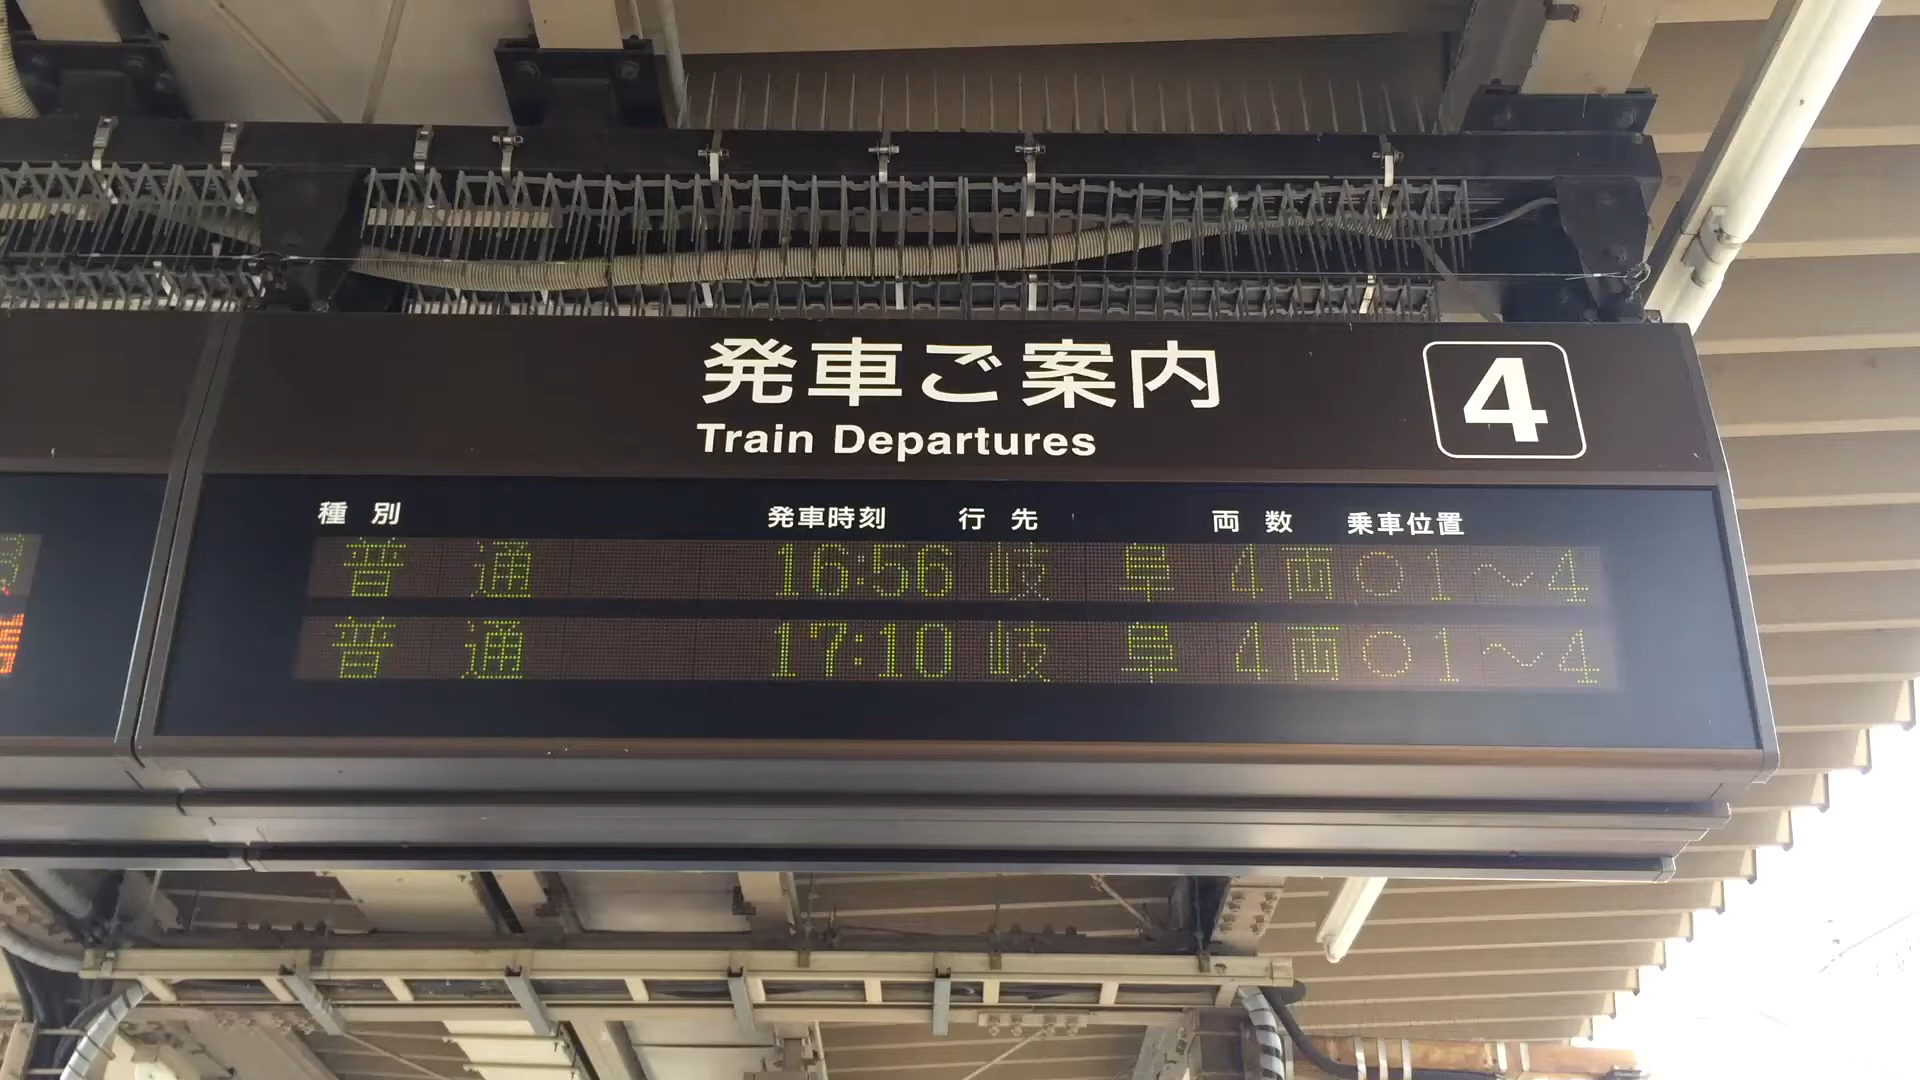 発車ご案内
Train Departures
4
種別 発車時刻 行先 両数 乗車位置
普通 16:56 岐阜 4両 ○1～4
普通 17:10 岐阜 4両 ○1～4